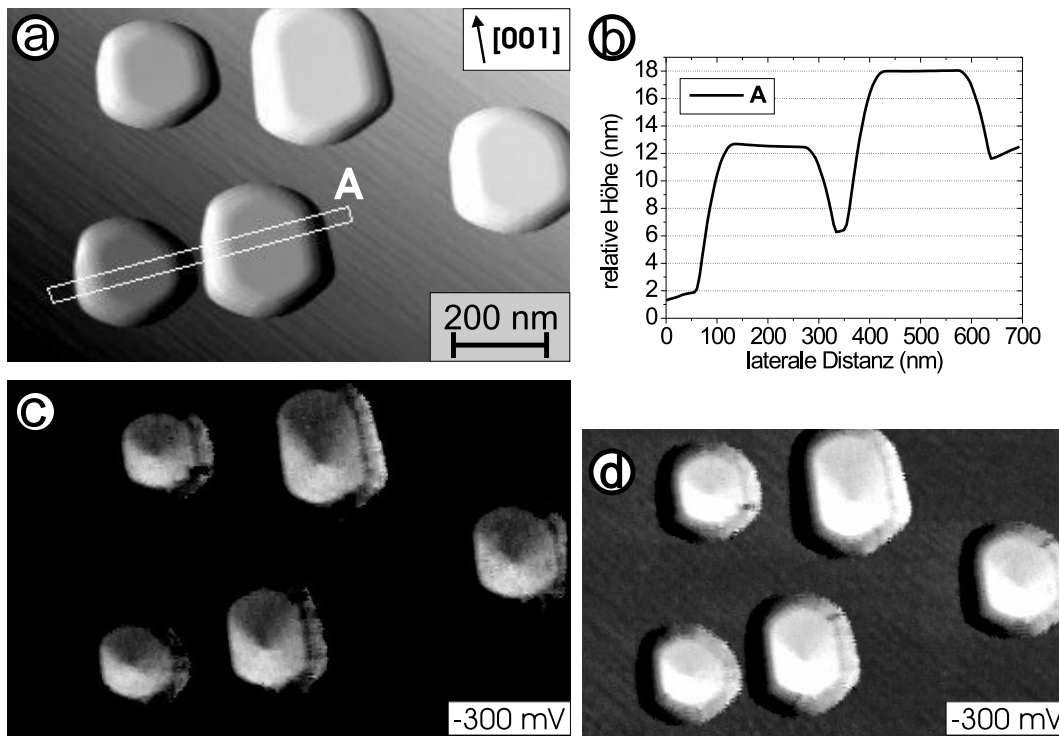 a
[001]
A
200 nm
b
A
relative Höhe (nm)
18
16
14
12
10
8
6
4
2
0
0 100 200 300 400 500 600 700
laterale Distanz (nm)
c
-300 mV
d
-300 mV